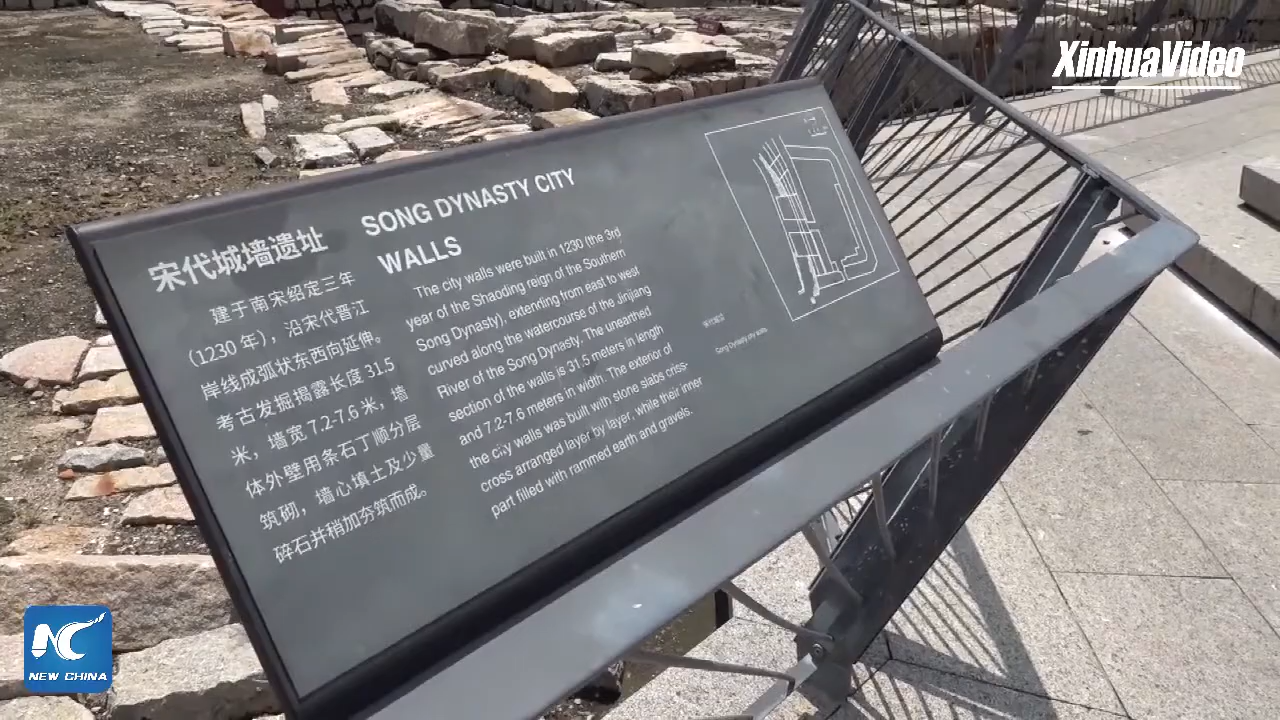 XinhuaVideo
宋代城墙遗址
建于南宋绍定三年
（1230 年），沿宋代晋江
岸线成弧状东西向延伸。
考古发掘揭露长度 31.5
米，墙宽 7.2-7.6 米，墙
体外壁用条石丁顺分层
筑砌，墙心填土及少量
碎石并稍加夯筑而成。
SONG DYNASTY CITY
WALLS
The city walls were built in 1230 (the 3rd
year of the Shaoding reign of the Southern
Song Dynasty), extending from east to west
curved along the watercourse of the Jinjiang
River of the Song Dynasty. The unearthed
section of the walls is 31.5 meters in length
and 7.2-7.6 meters in width. The exterior of
the city walls was built with stone slabs criss-
cross arranged layer by layer, while their inner
part filled with rammed earth and gravels.
Song Dynasty city walls
NEW CHINA